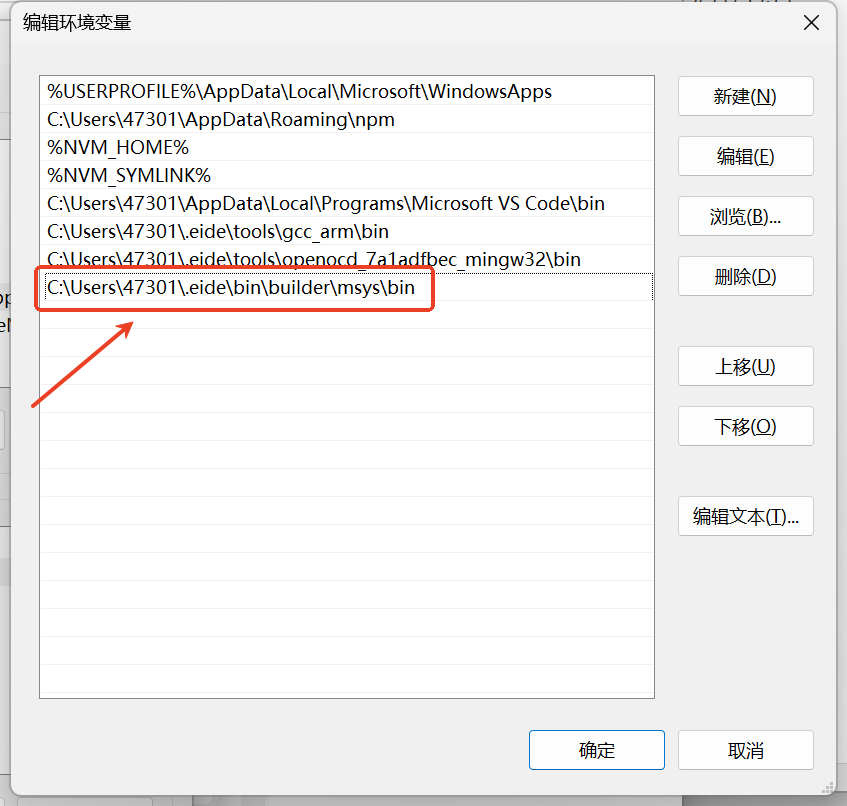 编辑环境变量
%USERPROFILE%\AppData\Local\Microsoft\WindowsApps
C:\Users\47301\AppData\Roaming\npm
%NVM_HOME%
%NVM_SYMLINK%
C:\Users\47301\AppData\Local\Programs\Microsoft VS Code\bin
C:\Users\47301\.eide\tools\gcc_arm\bin
C:\Users\47301\.eide\tools\openocd_7a1adfbec_mingw32\bin
C:\Users\47301\.eide\bin\builder\msys\bin
新建(N)
编辑(E)
浏览(B)...
删除(D)
上移(U)
下移(O)
编辑文本(T)...
确定
取消